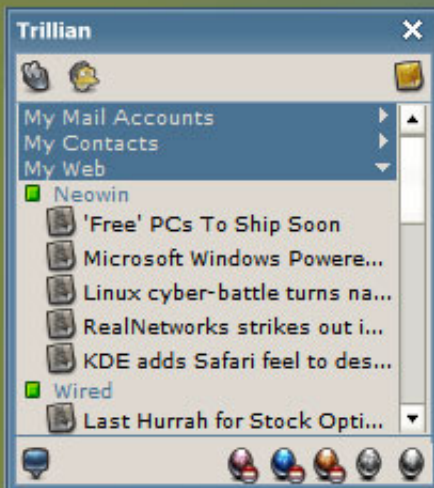 Trillian
My Mail Accounts
My Contacts
My Web
Neowin
'Free' PCs To Ship Soon
Microsoft Windows Powere...
Linux cyber-battle turns na...
RealNetworks strikes out i...
KDE adds Safari feel to des...
Wired
Last Hurrah for Stock Opti...